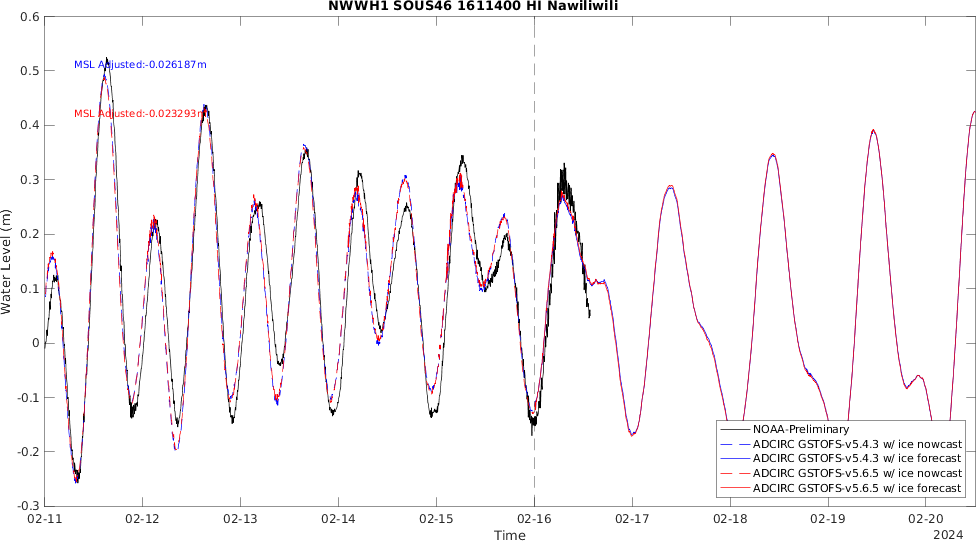 NWWH1 SOUS46 1611400 HI Nawiliwili
0.6
0.5
0.4
0.3
0.2
0.1
0
-0.1
-0.2
-0.3
Water Level (m)
MSL Adjusted:-0.026187m
MSL Adjusted:-0.023293m
NOAA-Preliminary
ADCIRC GSTOFS-v5.4.3 w/ ice nowcast
ADCIRC GSTOFS-v5.4.3 w/ ice forecast
ADCIRC GSTOFS-v5.6.5 w/ ice nowcast
ADCIRC GSTOFS-v5.6.5 w/ ice forecast
02-11 02-12 02-13 02-14 02-15 02-16 02-17 02-18 02-19 02-20
Time
2024